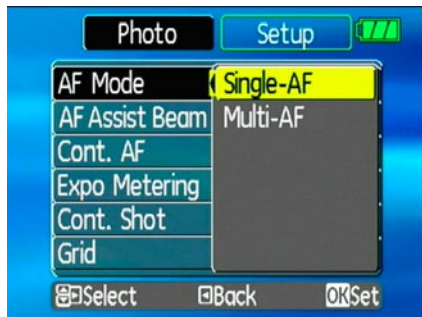 Photo Setup
AF Mode Single-AF
AF Assist Beam Multi-AF
Cont. AF
Expo Metering
Cont. Shot
Grid
Select Back OK Set